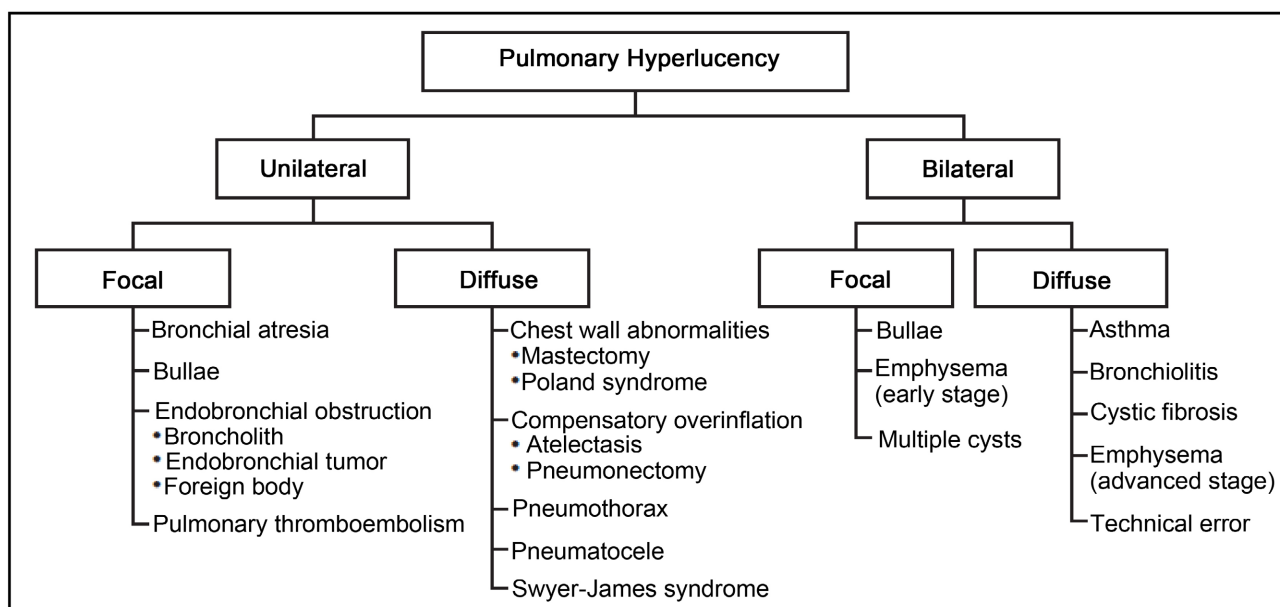 Pulmonary Hyperlucency
Unilateral
Bilateral
Focal
Diffuse
Focal
Diffuse
Bronchial atresia
Bullae
Endobronchial obstruction
• Broncholith
• Endobronchial tumor
• Foreign body
Pulmonary thromboembolism
Chest wall abnormalities
• Mastectomy
• Poland syndrome
Compensatory overinflation
• Atelectasis
• Pneumonectomy
Pneumothorax
Pneumatocele
Swyer-James syndrome
Bullae
Emphysema
(early stage)
Multiple cysts
Asthma
Bronchiolitis
Cystic fibrosis
Emphysema
(advanced stage)
Technical error